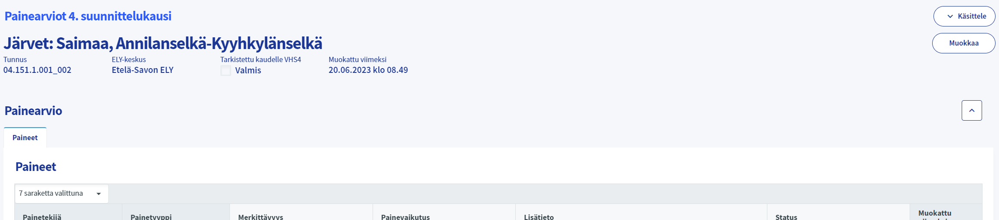 Painearviot 4. suunnittelukausi
Käsittele
Järvet: Saimaa, Annilanselkä-Kyyhkylänselkä
Muokkaa
Tunnus
ELY-keskus
Tarkistettu kaudelle VHS4
Muokattu viimeksi
04.151.1.001_002
Etelä-Savon ELY
Valmis
20.06.2023 klo 08.49
Painearvio
Paineet
Paineet
7 saraketta valittuna
Painetekijä
Painetyyppi
Merkittävyys
Painevaikutus
Lisätieto
Status
Muokattu